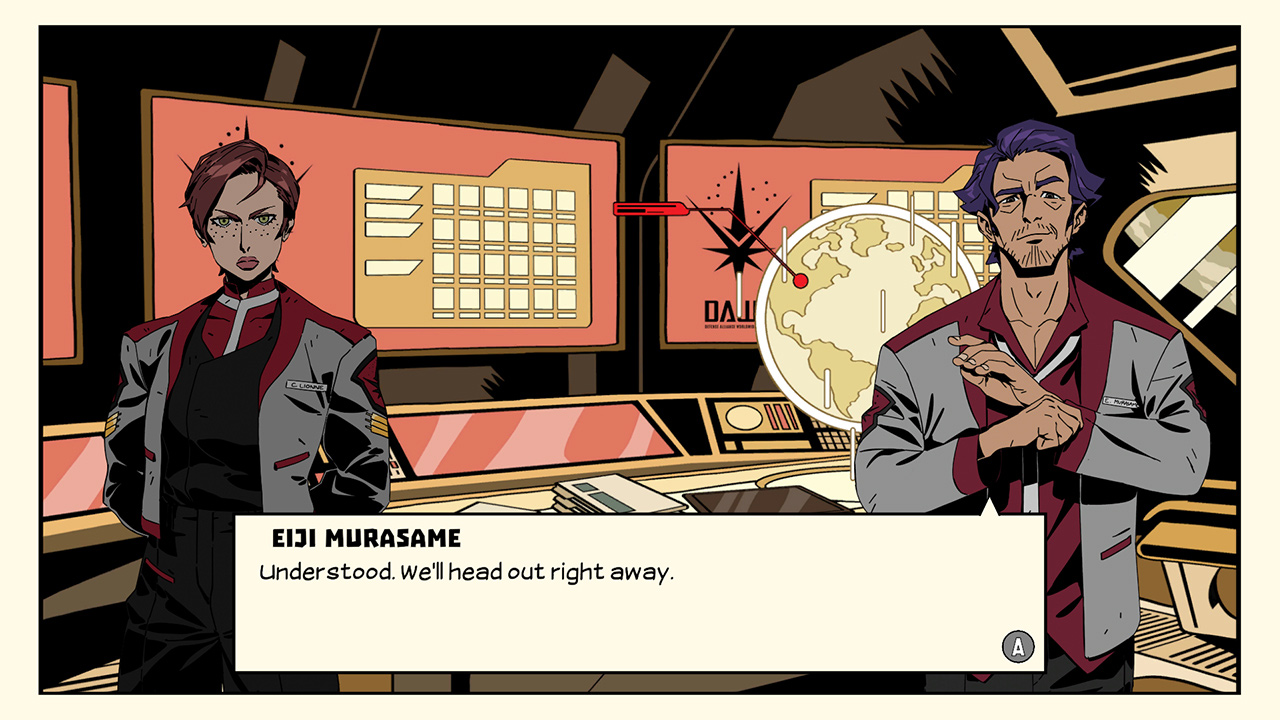 C. LIONNE
DAW
EIJI MURASAME
Understood. We'll head out right away.
A